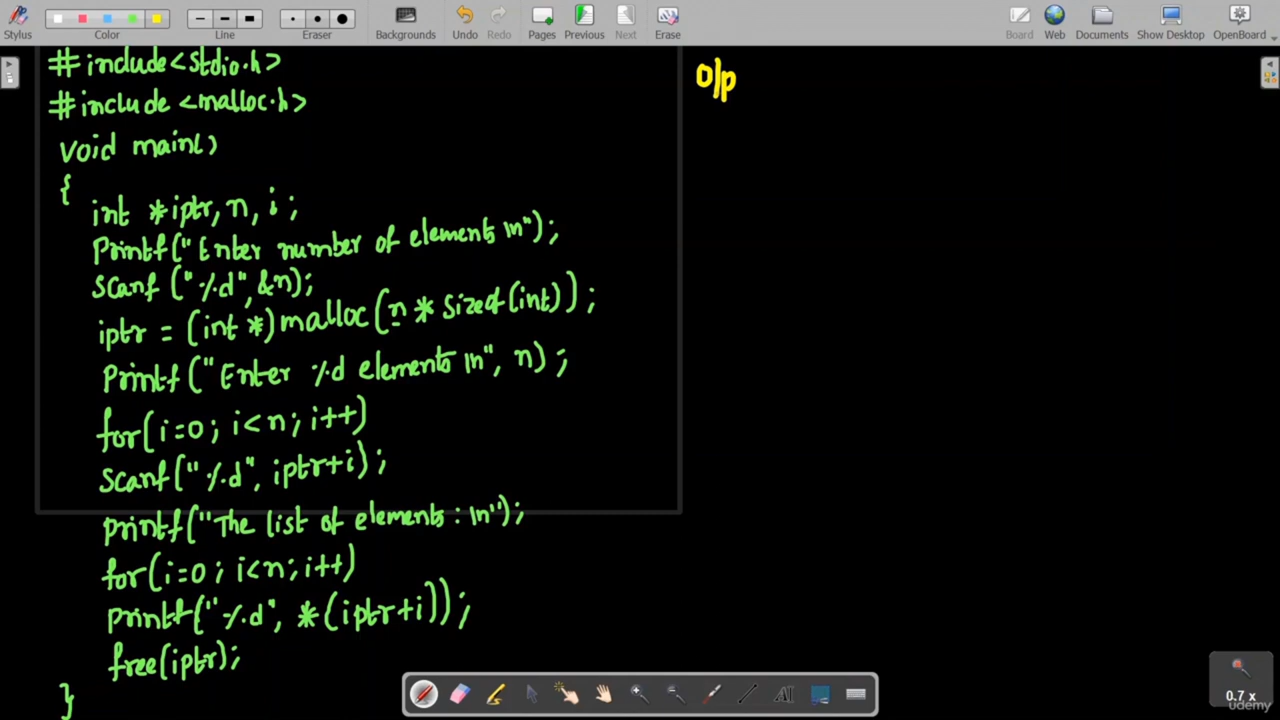 Stylus
Color
Line
Eraser
Backgrounds
Undo
Redo
Pages
Previous
Next
Erase
Board
Web
Documents
Show Desktop
OpenBoard
#include<stdio.h>
#include <malloc.h>
void main()
{
int *iptr, n, i ;
Printf("Enter number of elements \n");
scanf ("%d",&n);
iptr = (int *)malloc(n * sizeof(int));
Printf("Enter %d elements \n", n) ;
for(i=0; i<n; i++)
scanf("%d", iptr+i);
printf("The list of elements : \n");
for(i=0; i<n; i++)
printf("%d", *(iptr+i));
free(iptr);
}
O/p
AI
0.7 x
udemy